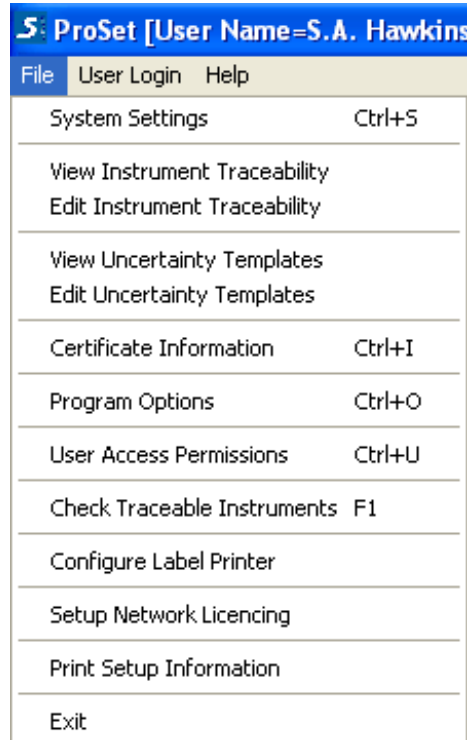 ProSet [User Name=S.A. Hawkins
File User Login Help
System Settings Ctrl+S
View Instrument Traceability
Edit Instrument Traceability
View Uncertainty Templates
Edit Uncertainty Templates
Certificate Information Ctrl+I
Program Options Ctrl+O
User Access Permissions Ctrl+U
Check Traceable Instruments F1
Configure Label Printer
Setup Network Licencing
Print Setup Information
Exit